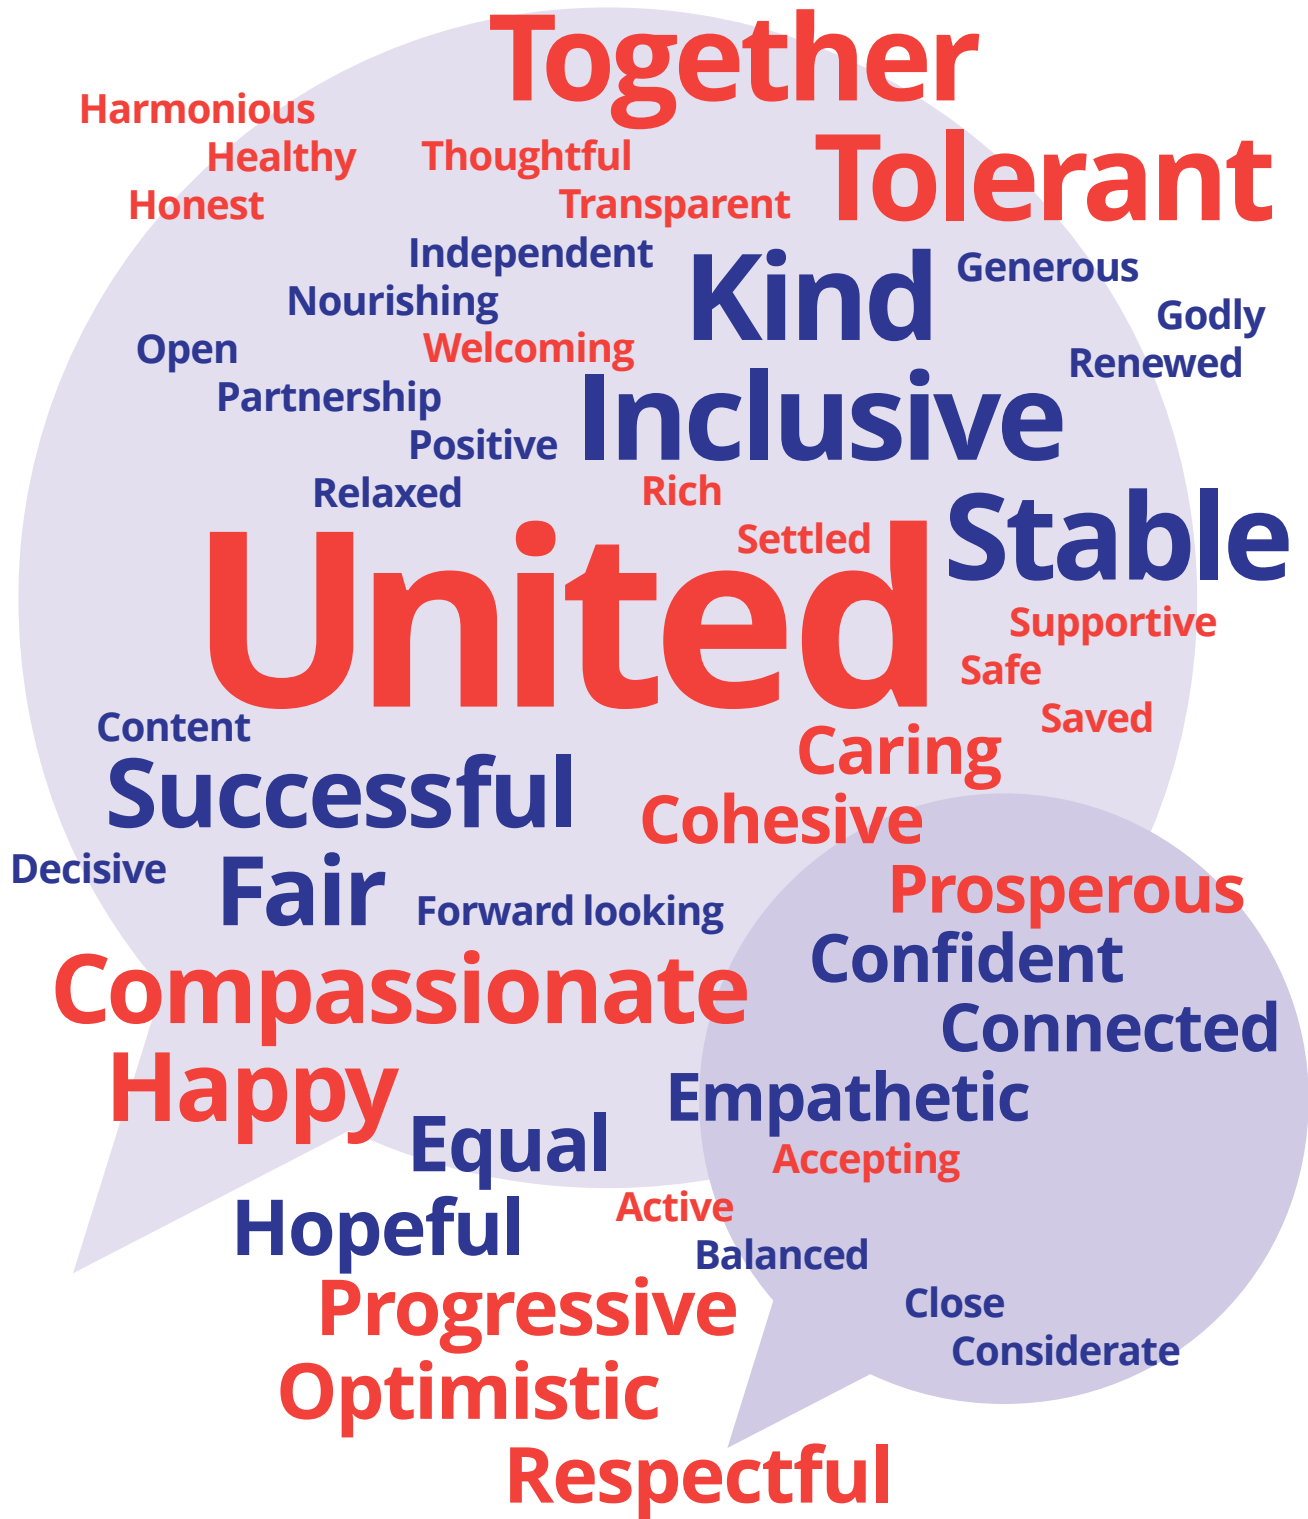 Together
Harmonious
Tolerant
Healthy
Thoughtful
Honest
Transparent
Independent
Kind
Generous
Nourishing
Godly
Open
Welcoming
Renewed
Partnership
Inclusive
Positive
Relaxed
Rich
Stable
Settled
United
Supportive
Safe
Saved
Content
Caring
Successful
Cohesive
Decisive
Fair
Forward looking
Prosperous
Confident
Compassionate
Connected
Happy
Empathetic
Equal
Accepting
Active
Hopeful
Balanced
Progressive
Close
Considerate
Optimistic
Respectful